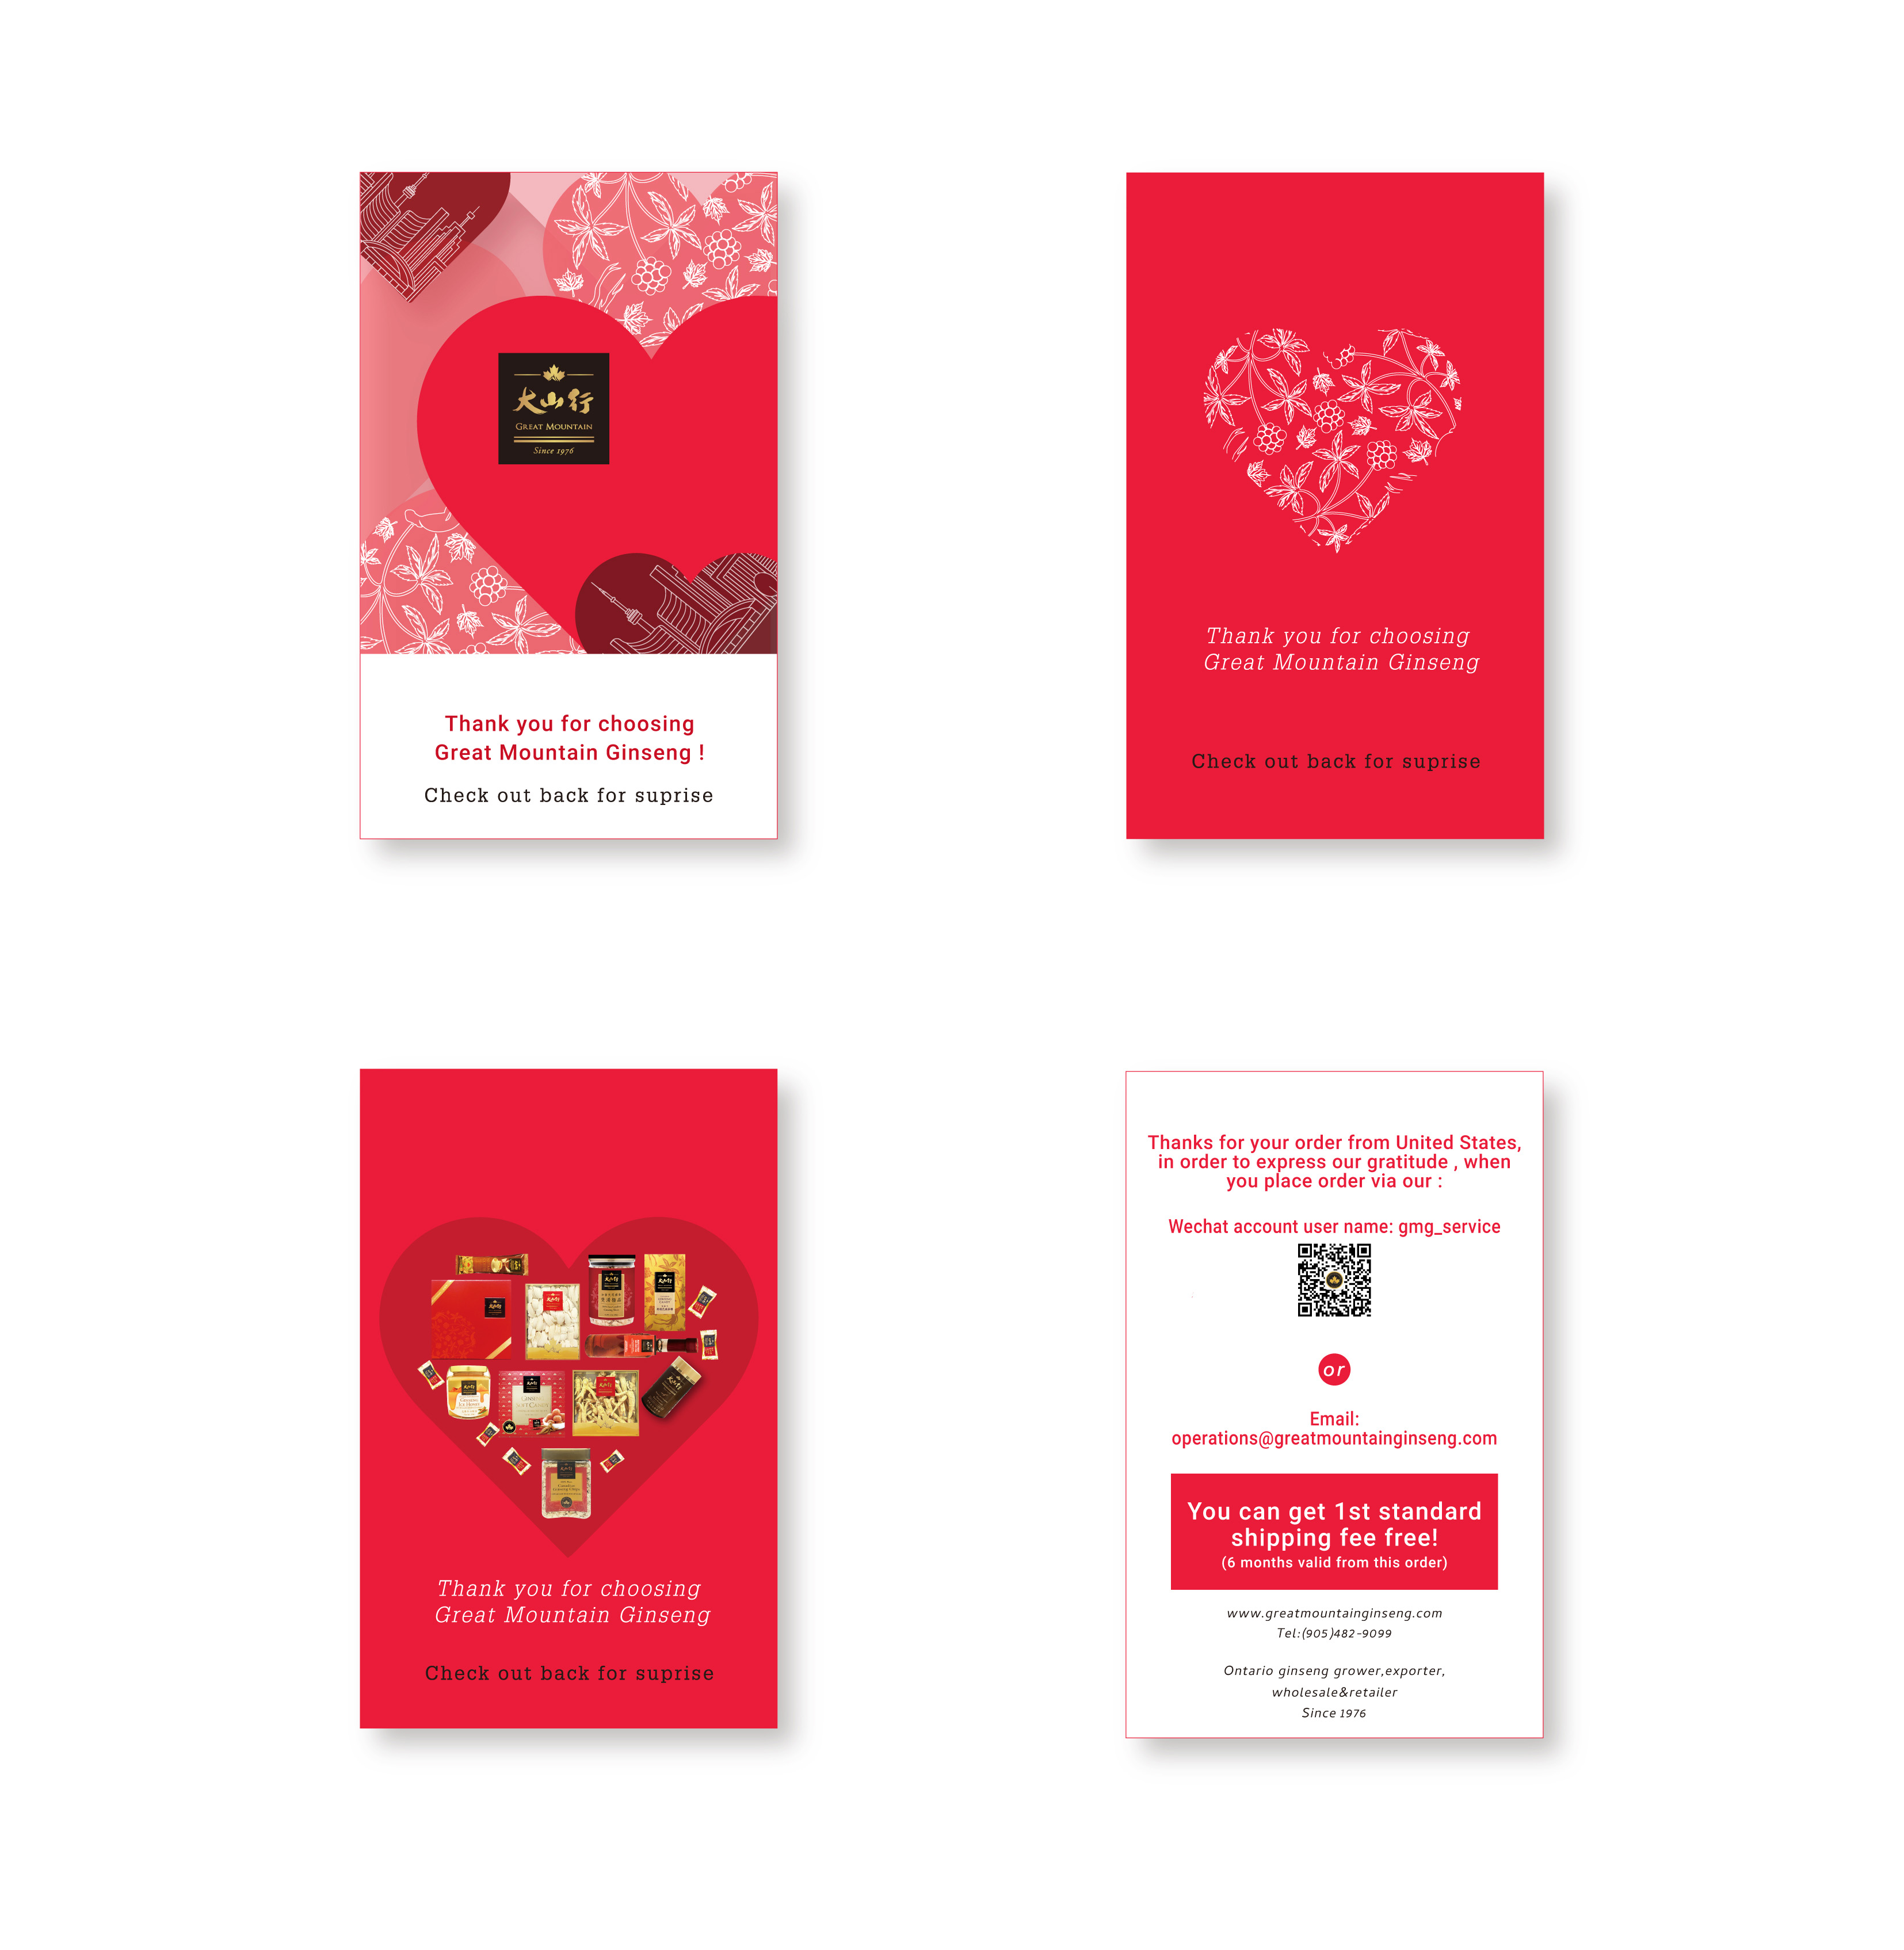 大山行
GREAT MOUNTAIN
Since 1976
Thank you for choosing
Great Mountain Ginseng !
Check out back for suprise
Thank you for choosing
Great Mountain Ginseng
Check out back for suprise
Thank you for choosing
Great Mountain Ginseng
Check out back for suprise
Thanks for your order from United States,
in order to express our gratitude , when
you place order via our :
Wechat account user name: gmg_service
or
Email:
operations@greatmountainginseng.com
You can get 1st standard
shipping fee free!
(6 months valid from this order)
www.greatmountainginseng.com
Tel:(905)482-9099
Ontario ginseng grower,exporter,
wholesale&retailer
Since 1976